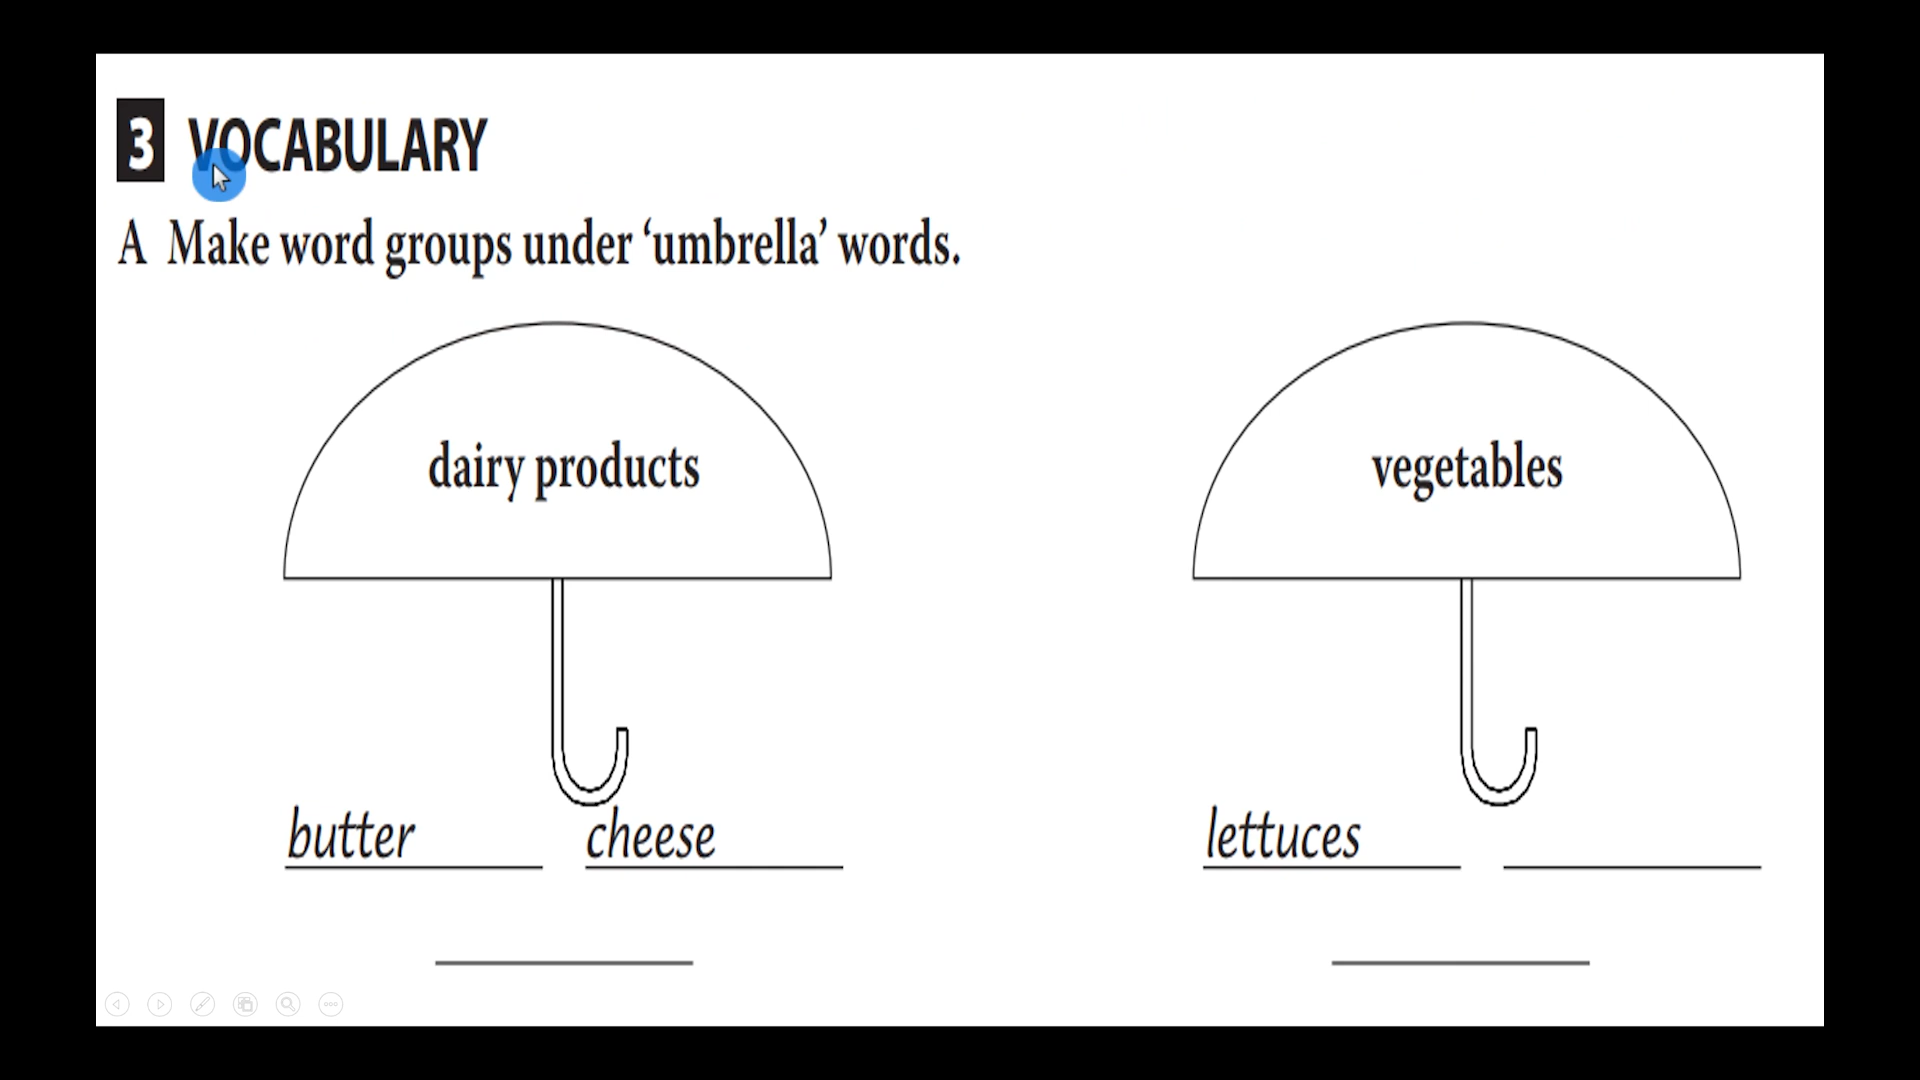 3 VOCABULARY
A Make word groups under ‘umbrella’ words.
dairy products
vegetables
butter cheese
lettuces